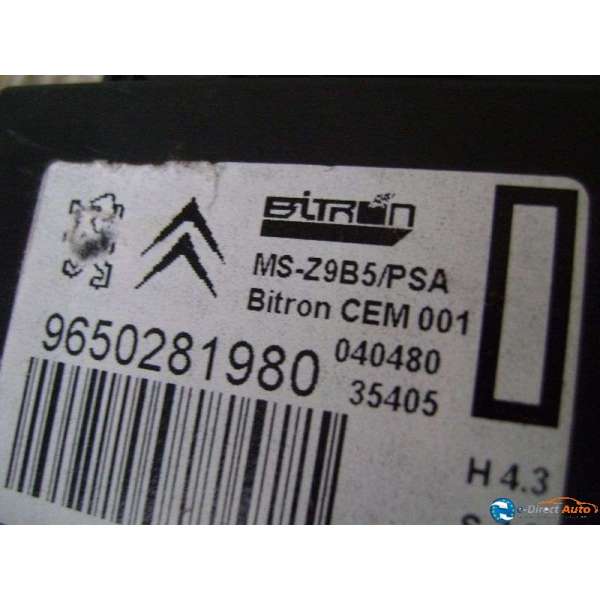 BITRON
MS-Z9B5/PSA
Bitron CEM 001
9650281980
040480
35405
H 4.3
S
e-Direct Auto